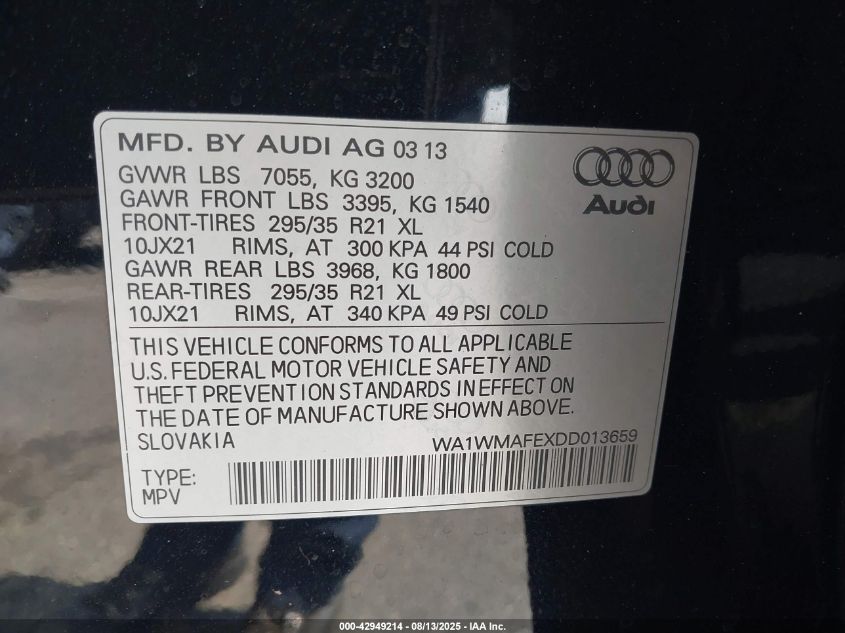 MFD. BY AUDI AG 03 13
GVWR LBS 7055, KG 3200
GAWR FRONT LBS 3395, KG 1540
FRONT-TIRES 295/35 R21 XL
10JX21 RIMS, AT 300 KPA 44 PSI COLD
GAWR REAR LBS 3968, KG 1800
REAR-TIRES 295/35 R21 XL
10JX21 RIMS, AT 340 KPA 49 PSI COLD
Audi
THIS VEHICLE CONFORMS TO ALL APPLICABLE
U.S. FEDERAL MOTOR VEHICLE SAFETY AND
THEFT PREVENTION STANDARDS IN EFFECT ON
THE DATE OF MANUFACTURE SHOWN ABOVE.
SLOVAKIA WA1WMAFEXDD013659
TYPE:
MPV
000-42949214 - 08/13/2025 - IAA Inc.